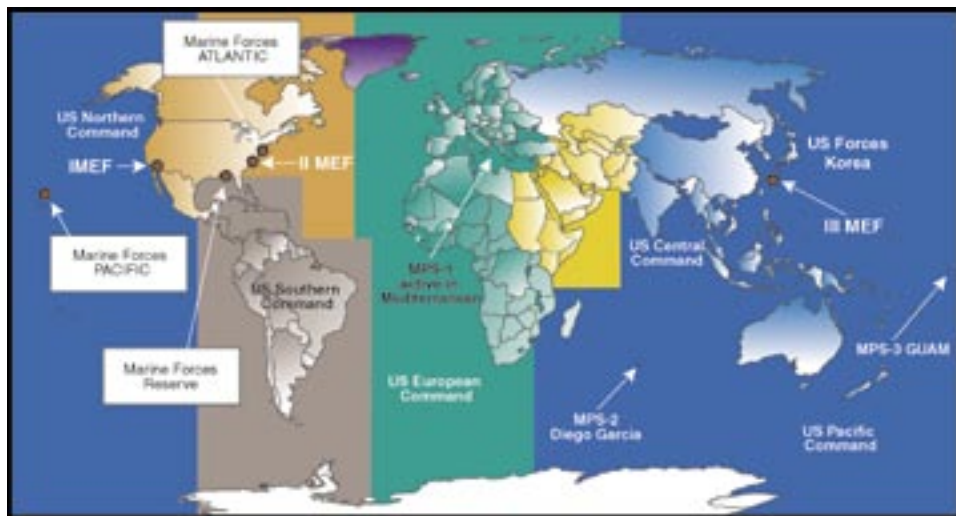 Marine Forces
ATLANTIC
US Northern
Command
IMEF
II MEF
US Forces
Korea
III MEF
Marine Forces
PACIFIC
US Central
Command
MPS-1
active in
Mediterranean
US Southern
Command
Marine Forces
Reserve
US European
Command
MPS-2
Diego Garcia
MPS-3 GUAM
US Pacific
Command